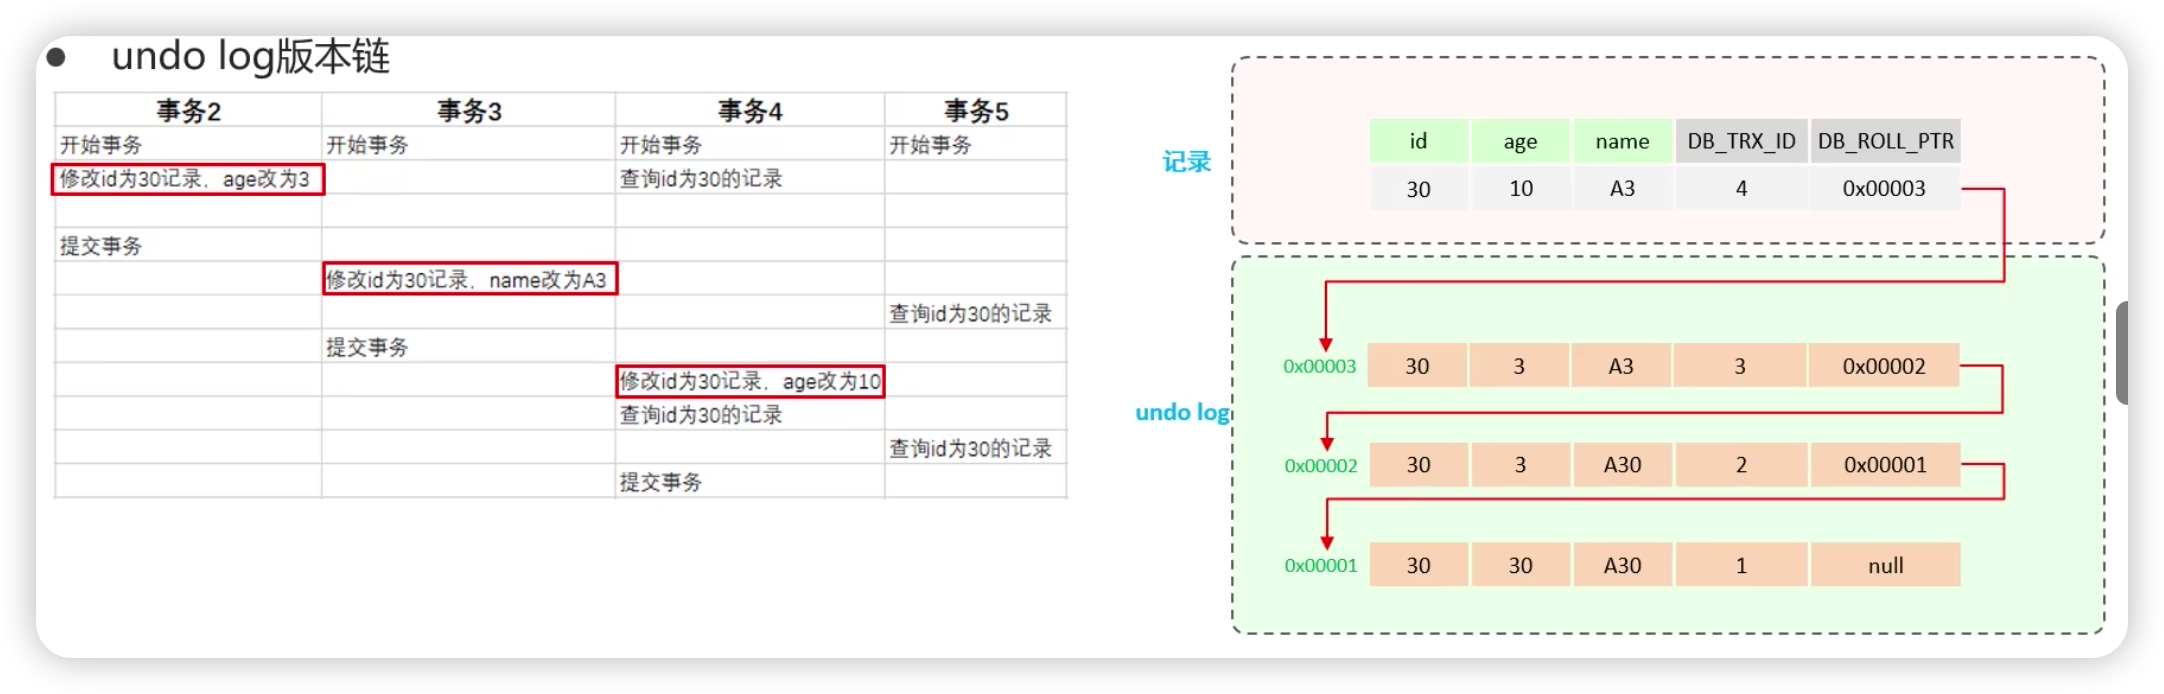 ● undo log版本链
事务2 事务3 事务4 事务5
开始事务 开始事务 开始事务 开始事务
修改id为30记录，age改为3 查询id为30的记录
提交事务
修改id为30记录，name改为A3
查询id为30的记录
提交事务
修改id为30记录，age改为10
查询id为30的记录
查询id为30的记录
提交事务
记录
id age name DB_TRX_ID DB_ROLL_PTR
30 10 A3 4 0x00003
undo log
0x00003 30 3 A3 3 0x00002
0x00002 30 3 A30 2 0x00001
0x00001 30 30 A30 1 null